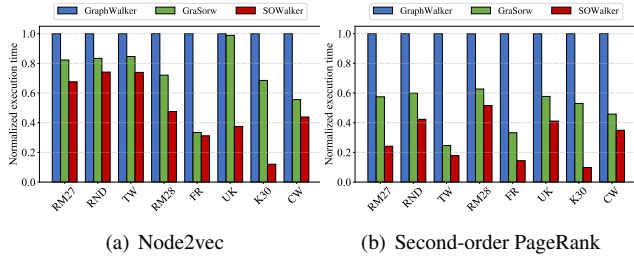 GraphWalker GraSorw SOWalker
Normalized execution time
1.0
0.8
0.6
0.4
0.2
0.0
RM27 RND TW RM28 FR UK K30 CW
(a) Node2vec
GraphWalker GraSorw SOWalker
Normalized execution time
1.0
0.8
0.6
0.4
0.2
0.0
RM27 RND TW RM28 FR UK K30 CW
(b) Second-order PageRank